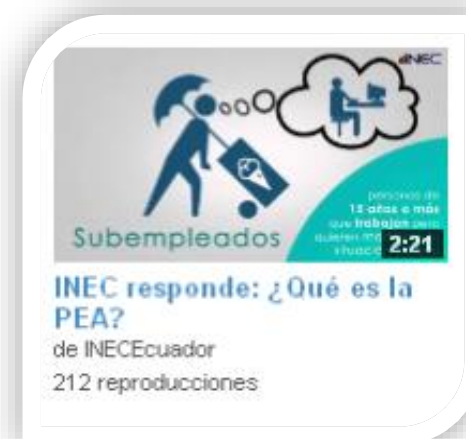 INEC
personas de
15 años o más
que trabajan pero
quieren
Subempleados
2:21
INEC responde: ¿Qué es la
PEA?
de INECEcuador
212 reproducciones